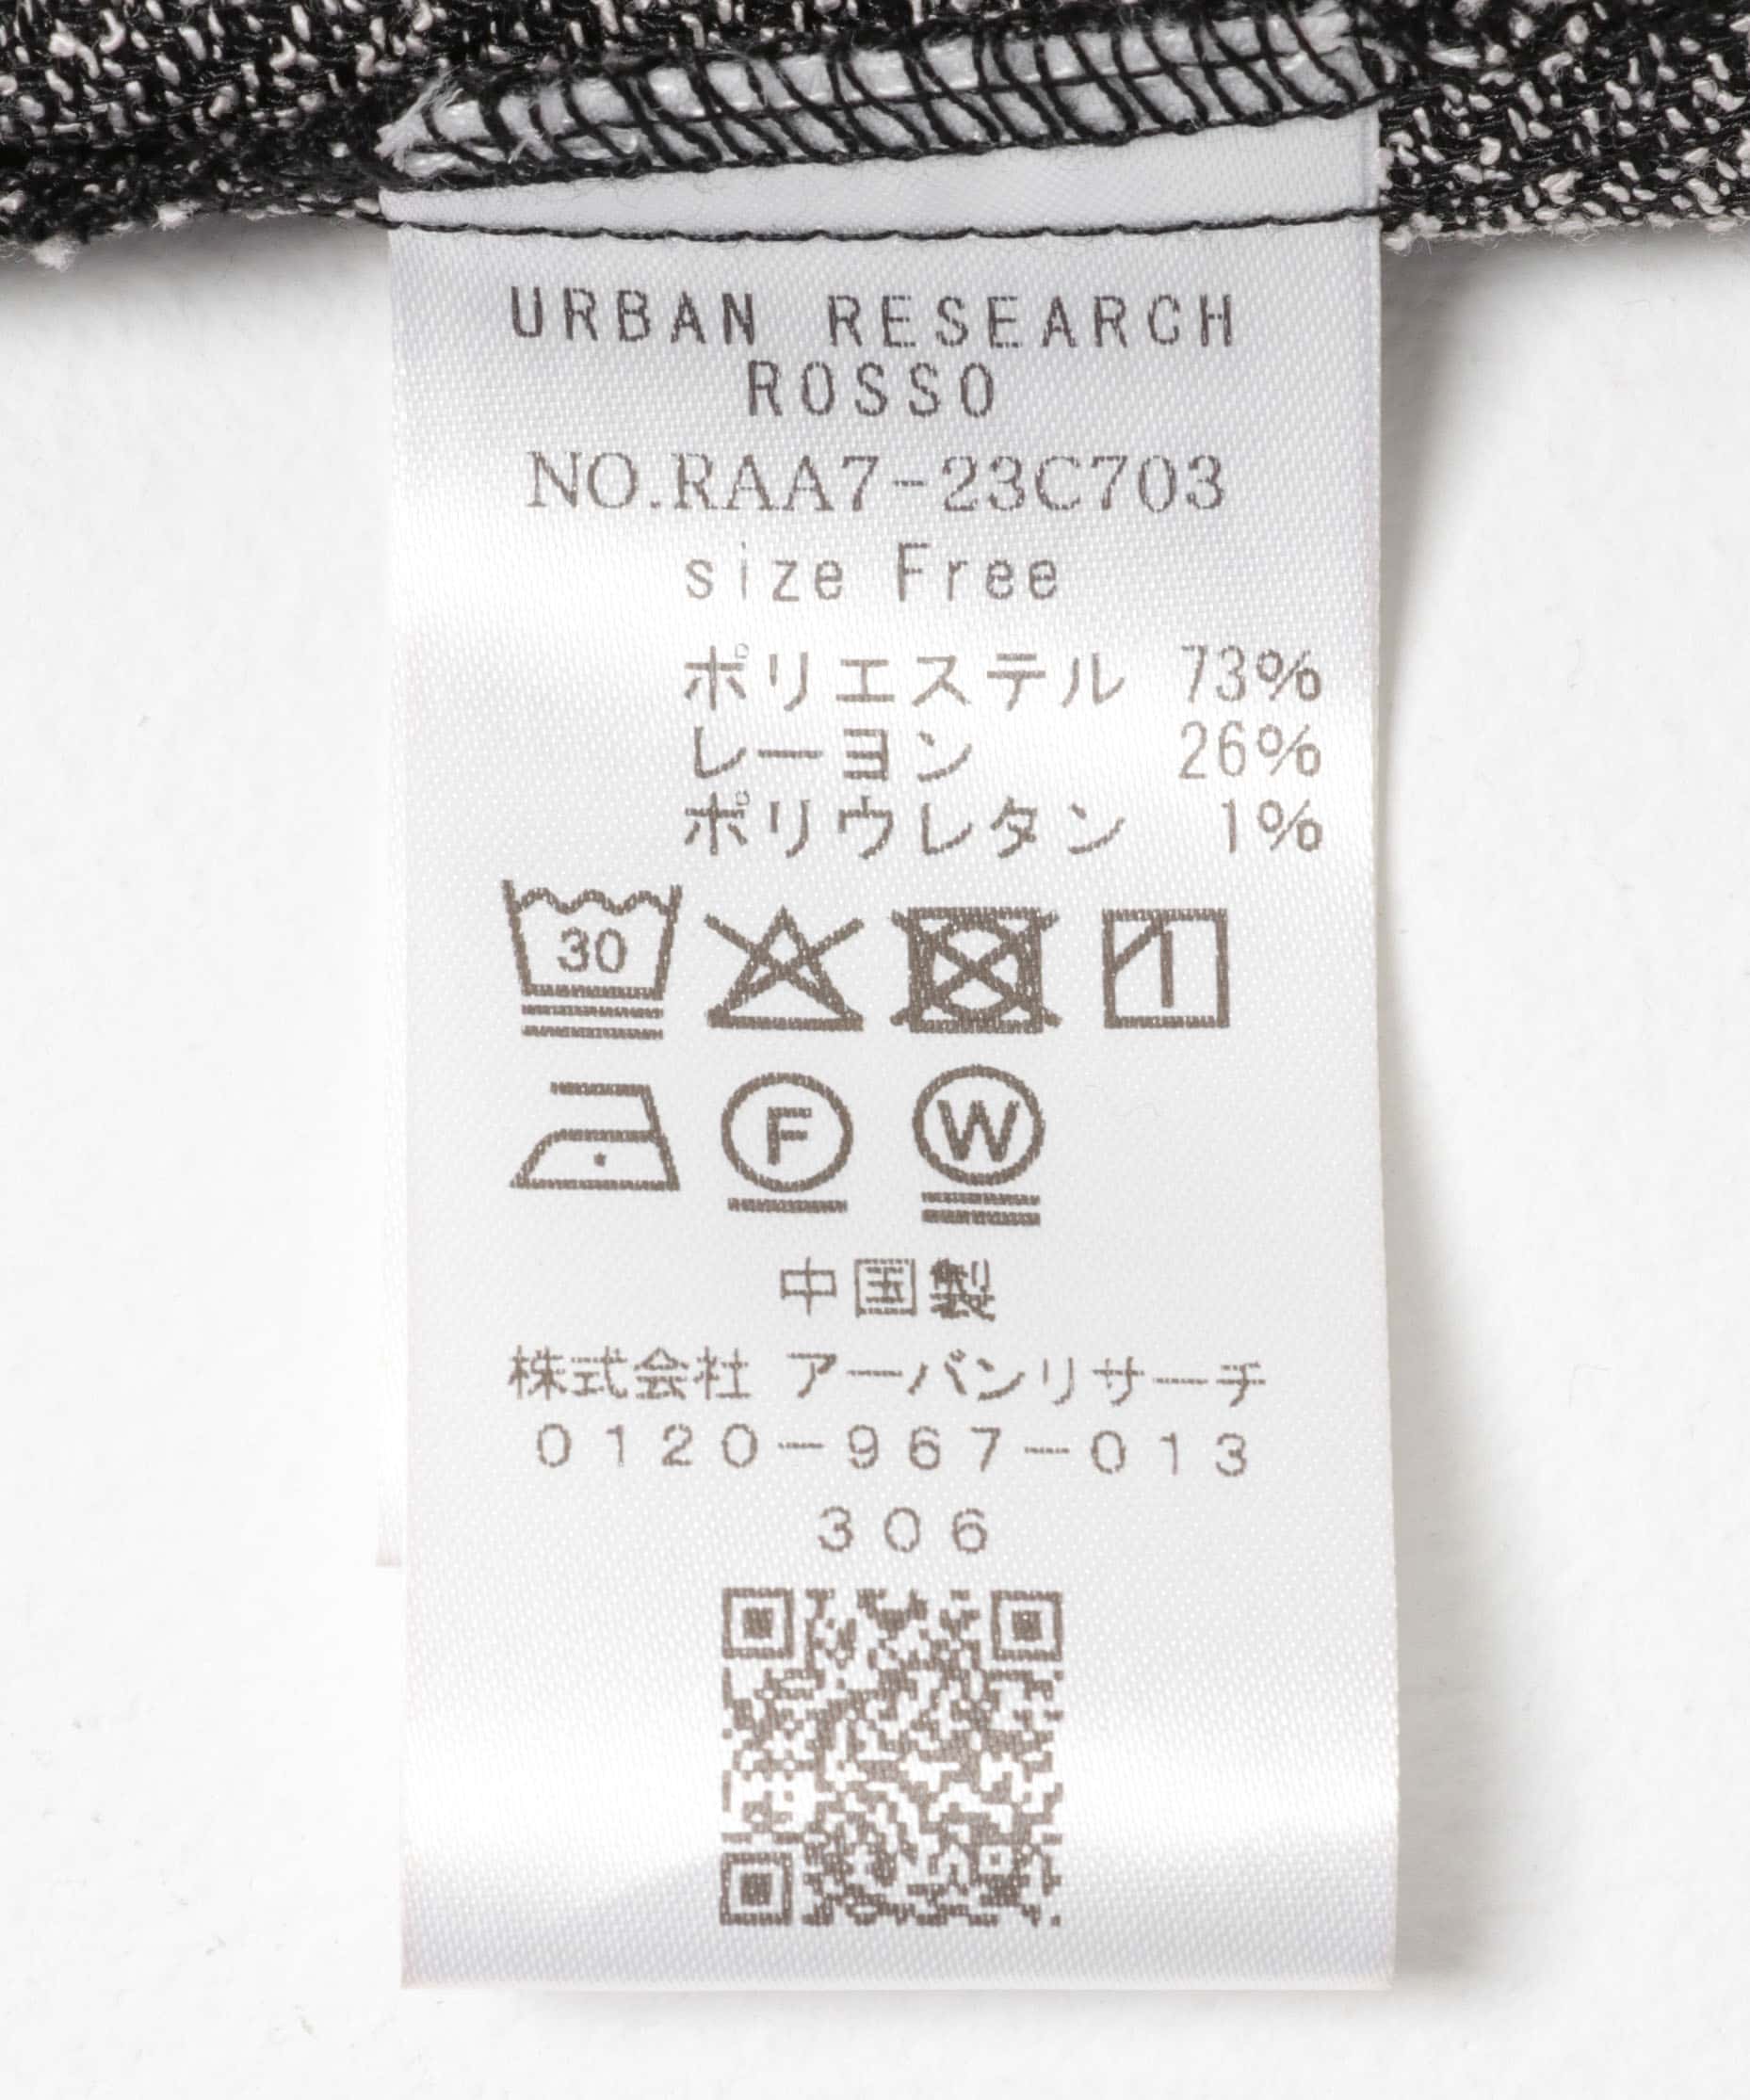 URBAN RESEARCH
ROSSO
NO.RAA7-23C703
size Free
ポリエステル 73%
レーヨン 26%
ポリウレタン 1%
30
F W
中国製
株式会社 アーバンリサーチ
0120-967-013
306